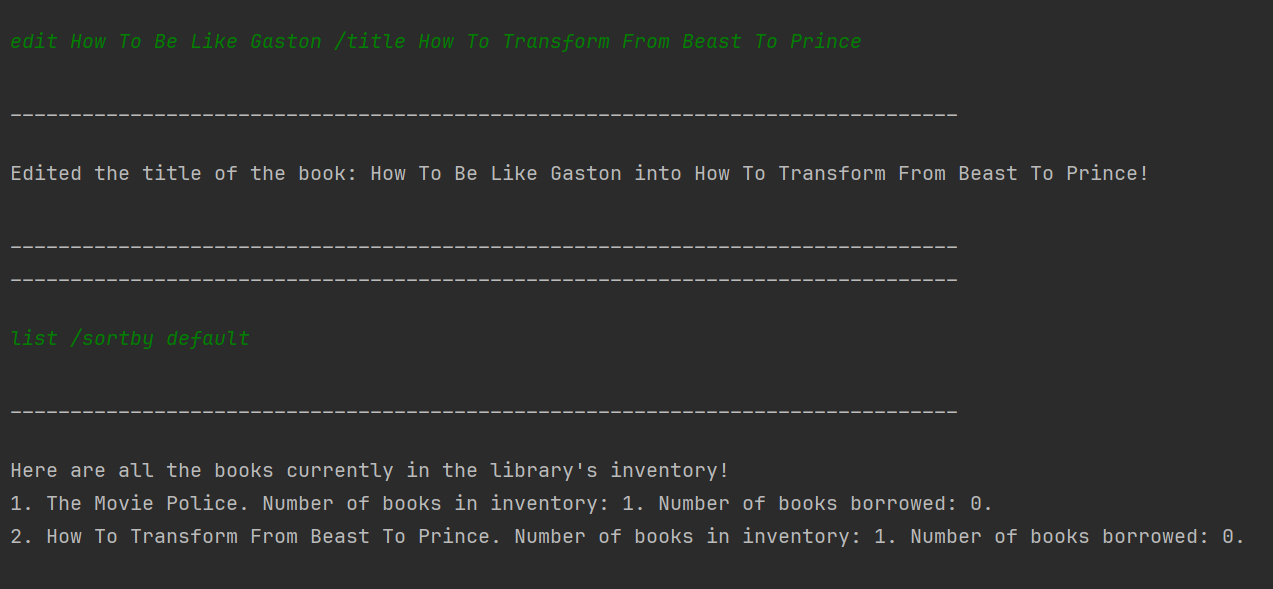 edit How To Be Like Gaston /title How To Transform From Beast To Prince
_______________________________________________________________________________
Edited the title of the book: How To Be Like Gaston into How To Transform From Beast To Prince!
_______________________________________________________________________________
_______________________________________________________________________________
list /sortby default
_______________________________________________________________________________
Here are all the books currently in the library's inventory!
1. The Movie Police. Number of books in inventory: 1. Number of books borrowed: 0.
2. How To Transform From Beast To Prince. Number of books in inventory: 1. Number of books borrowed: 0.